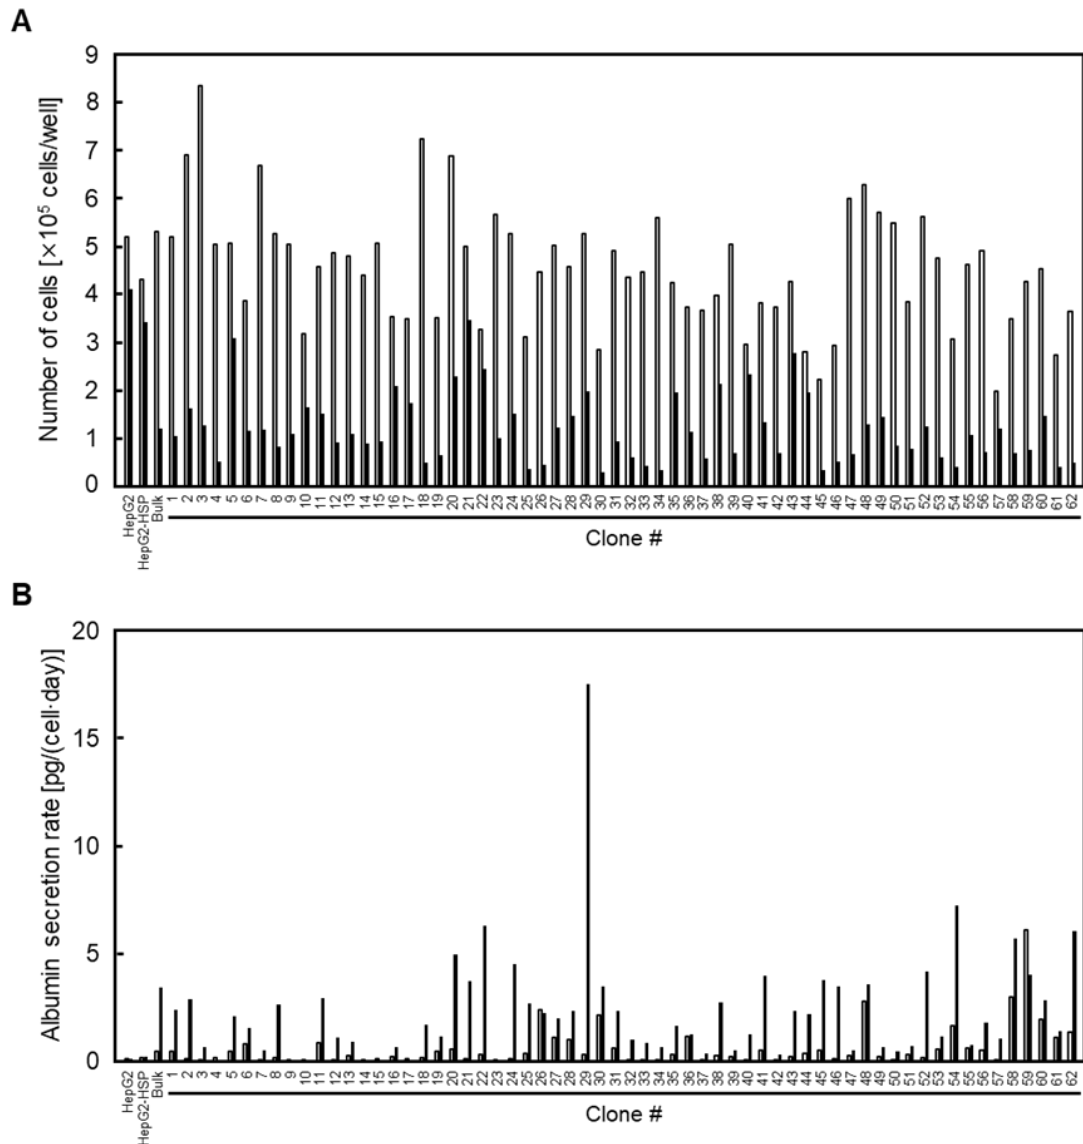 A
Number of cells [×10⁵ cells/well]
9
8
7
6
5
4
3
2
1
0
HepG2 HepG2-HSP Bulk 1 2 3 4 5 6 7 8 9 10 11 12 13 14 15 16 17 18 19 20 21 22 23 24 25 26 27 28 29 30 31 32 33 34 35 36 37 38 39 40 41 42 43 44 45 46 47 48 49 50 51 52 53 54 55 56 57 58 59 60 61 62
Clone #
B
Albumin secretion rate [pg/(cell·day)]
20
15
10
5
0
HepG2 HepG2-HSP Bulk 1 2 3 4 5 6 7 8 9 10 11 12 13 14 15 16 17 18 19 20 21 22 23 24 25 26 27 28 29 30 31 32 33 34 35 36 37 38 39 40 41 42 43 44 45 46 47 48 49 50 51 52 53 54 55 56 57 58 59 60 61 62
Clone #